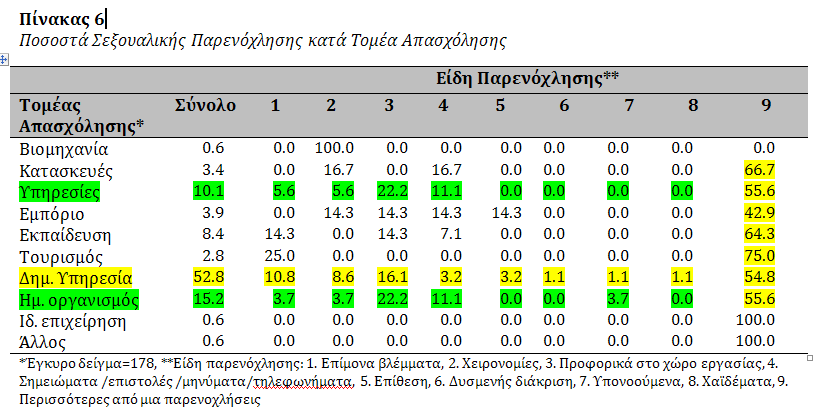 Πίνακας 6
Ποσοστά Σεξουαλικής Παρενόχλησης κατά Τομέα Απασχόλησης
Είδη Παρενόχλησης**
Τομέας Απασχόλησης* Σύνολο 1 2 3 4 5 6 7 8 9
Βιομηχανία 0.6 0.0 100.0 0.0 0.0 0.0 0.0 0.0 0.0 0.0
Κατασκευές 3.4 0.0 16.7 0.0 16.7 0.0 0.0 0.0 0.0 66.7
Υπηρεσίες 10.1 5.6 5.6 22.2 11.1 0.0 0.0 0.0 0.0 55.6
Εμπόριο 3.9 0.0 14.3 14.3 14.3 14.3 0.0 0.0 0.0 42.9
Εκπαίδευση 8.4 14.3 0.0 14.3 7.1 0.0 0.0 0.0 0.0 64.3
Τουρισμός 2.8 25.0 0.0 0.0 0.0 0.0 0.0 0.0 0.0 75.0
Δημ. Υπηρεσία 52.8 10.8 8.6 16.1 3.2 3.2 1.1 1.1 1.1 54.8
Ημ. οργανισμός 15.2 3.7 3.7 22.2 11.1 0.0 0.0 3.7 0.0 55.6
Ιδ. επιχείρηση 0.6 0.0 0.0 0.0 0.0 0.0 0.0 0.0 0.0 100.0
Άλλος 0.6 0.0 0.0 0.0 0.0 0.0 0.0 0.0 0.0 100.0
*Έγκυρο δείγμα=178, **Είδη παρενόχλησης: 1. Επίμονα βλέμματα, 2. Χειρονομίες, 3. Προφορικά στο χώρο εργασίας, 4.
Σημειώματα /επιστολές /μηνύματα/τηλεφωνήματα, 5. Επίθεση, 6. Δυσμενής διάκριση, 7. Υπονοούμενα, 8. Χαϊδέματα, 9.
Περισσότερες από μια παρενοχλήσεις